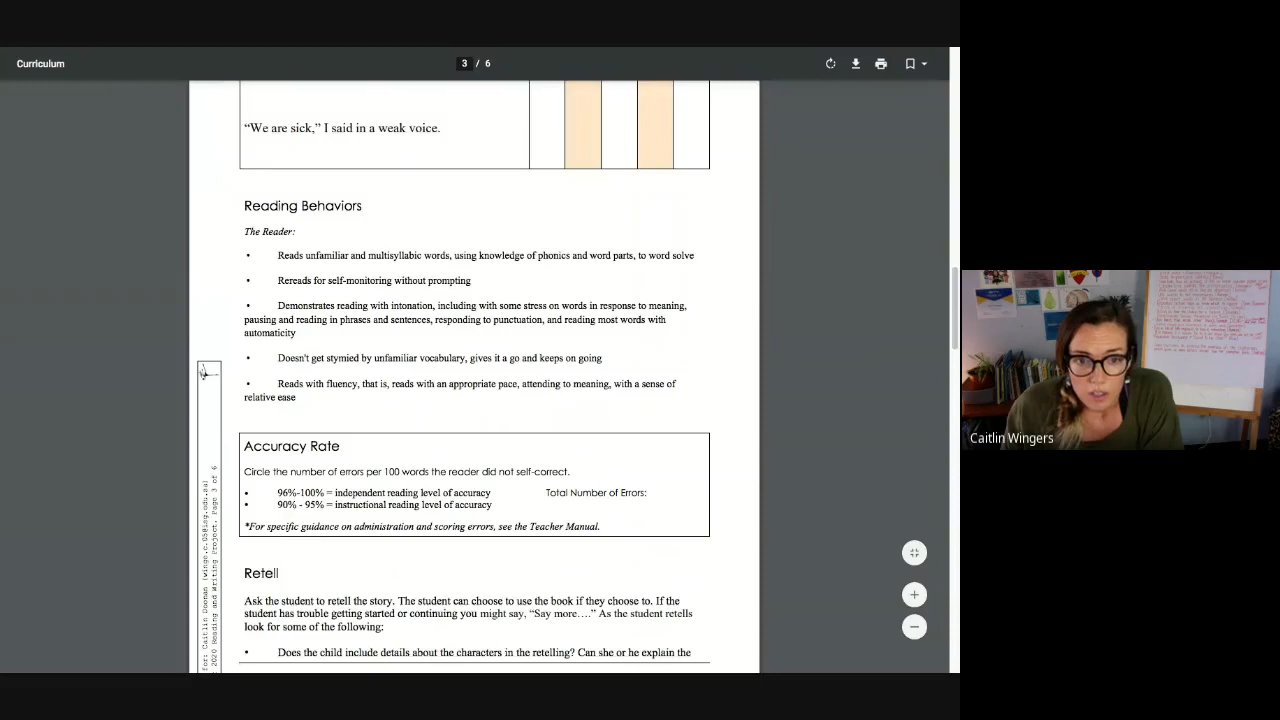 Curriculum
3 / 6
“We are sick,” I said in a weak voice.
Reading Behaviors
The Reader:
• Reads unfamiliar and multisyllabic words, using knowledge of phonics and word parts, to word solve
• Rereads for self-monitoring without prompting
• Demonstrates reading with intonation, including with some stress on words in response to meaning,
pausing and reading in phrases and sentences, responding to punctuation, and reading most words with
automaticity
• Doesn't get stymied by unfamiliar vocabulary, gives it a go and keeps on going
• Reads with fluency, that is, reads with an appropriate pace, attending to meaning, with a sense of
relative ease
Accuracy Rate
Circle the number of errors per 100 words the reader did not self-correct.
• 96%-100% = independent reading level of accuracy Total Number of Errors:
• 90% - 95% = instructional reading level of accuracy
*For specific guidance on administration and scoring errors, see the Teacher Manual.
Retell
Ask the student to retell the story. The student can choose to use the book if they choose to. If the
student has trouble getting started or continuing you might say, “Say more….” As the student retells
look for some of the following:
• Does the child include details about the characters in the retelling? Can she or he explain the
for: Caitlin Doonan
2020 Reading and Writing Project. Page 3 of 6
Caitlin Wingers